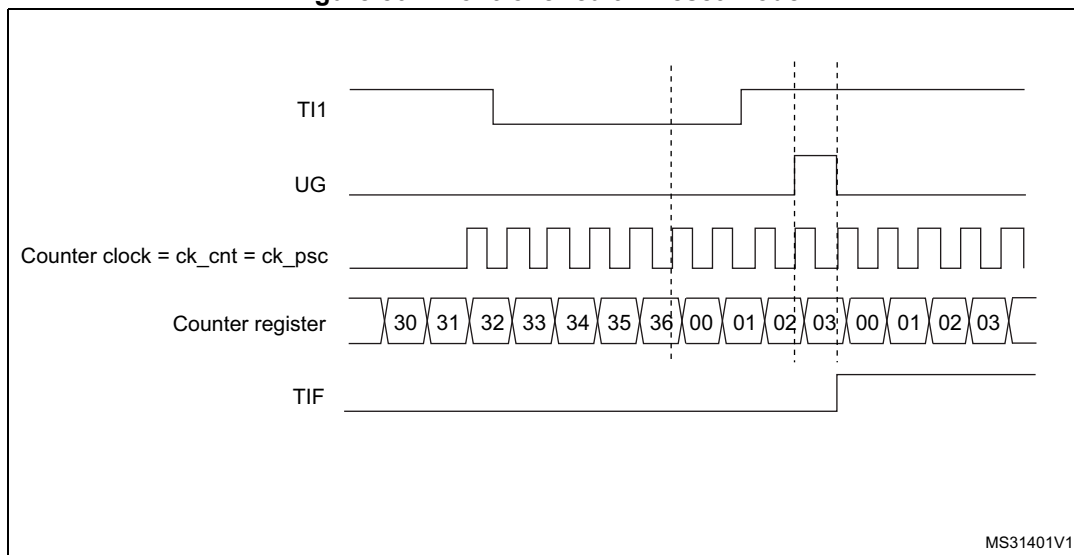 TI1
UG
Counter clock = ck_cnt = ck_psc
Counter register 30 31 32 33 34 35 36 00 01 02 03 00 01 02 03
TIF
MS31401V1